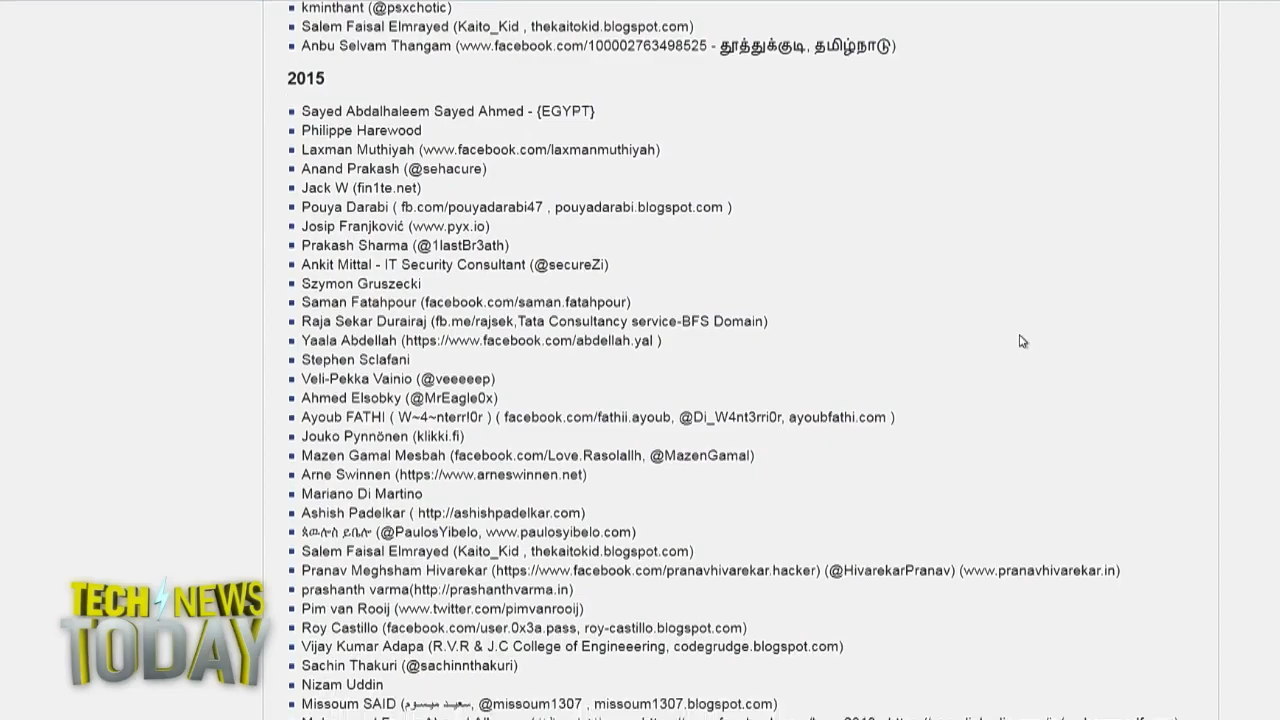 kminthant (@psxchotic)
Salem Faisal Elmrayed (Kaito_Kid , thekaitokid.blogspot.com)
Anbu Selvam Thangam (www.facebook.com/100002763498525 - தூத்துக்குடி, தமிழ்நாடு)
2015
Sayed Abdalhaleem Sayed Ahmed - {EGYPT}
Philippe Harewood
Laxman Muthiyah (www.facebook.com/laxmanmuthiyah)
Anand Prakash (@sehacure)
Jack W (fin1te.net)
Pouya Darabi ( fb.com/pouyadarabi47 , pouyadarabi.blogspot.com )
Josip Franjković (www.pyx.io)
Prakash Sharma (@1lastBr3ath)
Ankit Mittal - IT Security Consultant (@secureZi)
Szymon Gruszecki
Saman Fatahpour (facebook.com/saman.fatahpour)
Raja Sekar Durairaj (fb.me/rajsek,Tata Consultancy service-BFS Domain)
Yaala Abdellah (https://www.facebook.com/abdellah.yal )
Stephen Sclafani
Veli-Pekka Vainio (@veeeeep)
Ahmed Elsobky (@MrEagle0x)
Ayoub FATHI ( W~4~nterrI0r ) ( facebook.com/fathii.ayoub, @Di_W4nt3rri0r, ayoubfathi.com )
Jouko Pynnönen (klikki.fi)
Mazen Gamal Mesbah (facebook.com/Love.Rasolallh, @MazenGamal)
Arne Swinnen (https://www.arneswinnen.net)
Mariano Di Martino
Ashish Padelkar ( http://ashishpadelkar.com)
ጳውሎስ ይቤሎ (@PaulosYibelo, www.paulosyibelo.com)
Salem Faisal Elmrayed (Kaito_Kid , thekaitokid.blogspot.com)
Pranav Meghsham Hivarekar (https://www.facebook.com/pranavhivarekar.hacker) (@HivarekarPranav) (www.pranavhivarekar.in)
prashanth varma(http://prashanthvarma.in)
Pim van Rooij (www.twitter.com/pimvanrooij)
Roy Castillo (facebook.com/user.0x3a.pass, roy-castillo.blogspot.com)
Vijay Kumar Adapa (R.V.R & J.C College of Engineeering, codegrudge.blogspot.com)
Sachin Thakuri (@sachinnthakuri)
Nizam Uddin
Missoum SAID (سعيد ميسوم, @missoum1307 , missoum1307.blogspot.com)
TECH NEWS
TODAY